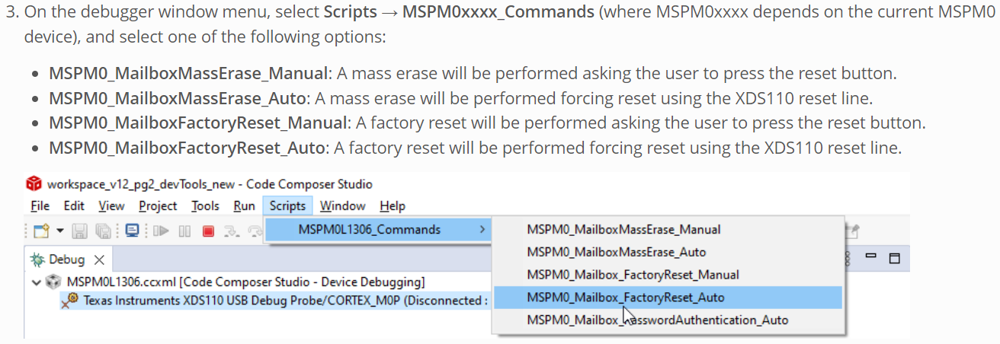 3. On the debugger window menu, select Scripts → MSPM0xxxx_Commands (where MSPM0xxxx depends on the current MSPM0
device), and select one of the following options:
• MSPM0_MailboxMassErase_Manual: A mass erase will be performed asking the user to press the reset button.
• MSPM0_MailboxMassErase_Auto: A mass erase will be performed forcing reset using the XDS110 reset line.
• MSPM0_MailboxFactoryReset_Manual: A factory reset will be performed asking the user to press the reset button.
• MSPM0_MailboxFactoryReset_Auto: A factory reset will be performed forcing reset using the XDS110 reset line.
workspace_v12_pg2_devTools_new - Code Composer Studio
File Edit View Project Tools Run Scripts Window Help
MSPM0L1306_Commands >
MSPM0_MailboxMassErase_Manual
MSPM0_MailboxMassErase_Auto
MSPM0_Mailbox_FactoryReset_Manual
MSPM0_Mailbox_FactoryReset_Auto
MSPM0_Mailbox_PasswordAuthentication_Auto
Debug
MSPM0L1306.ccxml [Code Composer Studio - Device Debugging]
Texas Instruments XDS110 USB Debug Probe/CORTEX_M0P (Disconnected :